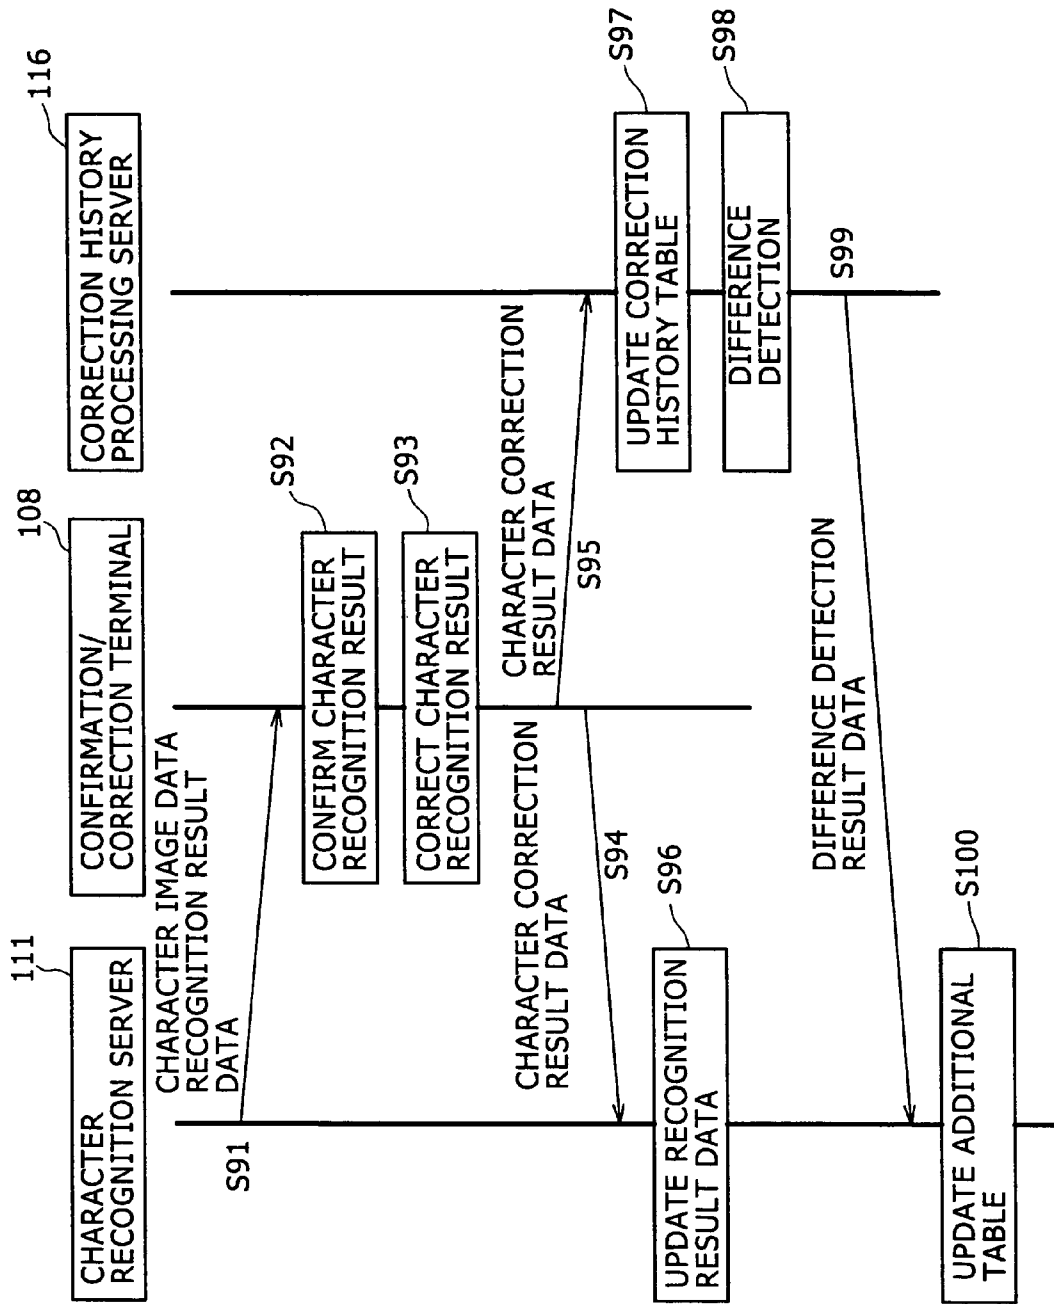 111
CHARACTER
RECOGNITION SERVER
108
CONFIRMATION/
CORRECTION TERMINAL
116
CORRECTION HISTORY
PROCESSING SERVER
CHARACTER IMAGE DATA
RECOGNITION RESULT
DATA
S91
S92
CONFIRM CHARACTER
RECOGNITION RESULT
S93
CORRECT CHARACTER
RECOGNITION RESULT
CHARACTER CORRECTION
RESULT DATA
S94
CHARACTER CORRECTION
RESULT DATA
S95
S96
UPDATE RECOGNITION
RESULT DATA
S97
UPDATE CORRECTION
HISTORY TABLE
S98
DIFFERENCE
DETECTION
S99
DIFFERENCE DETECTION
RESULT DATA
S100
UPDATE ADDITIONAL
TABLE